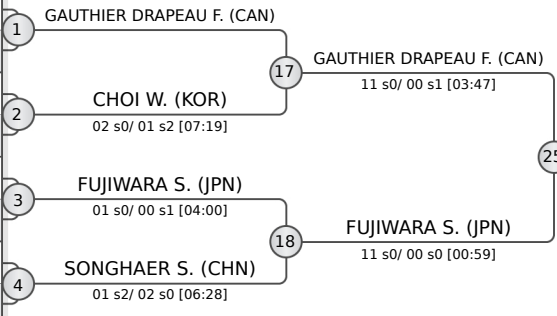 1
GAUTHIER DRAPEAU F. (CAN)
17
GAUTHIER DRAPEAU F. (CAN)
11 s0/ 00 s1 [03:47]
2
CHOI W. (KOR)
02 s0/ 01 s2 [07:19]
25
3
FUJIWARA S. (JPN)
01 s0/ 00 s1 [04:00]
18
FUJIWARA S. (JPN)
11 s0/ 00 s0 [00:59]
4
SONGHAER S. (CHN)
01 s2/ 02 s0 [06:28]